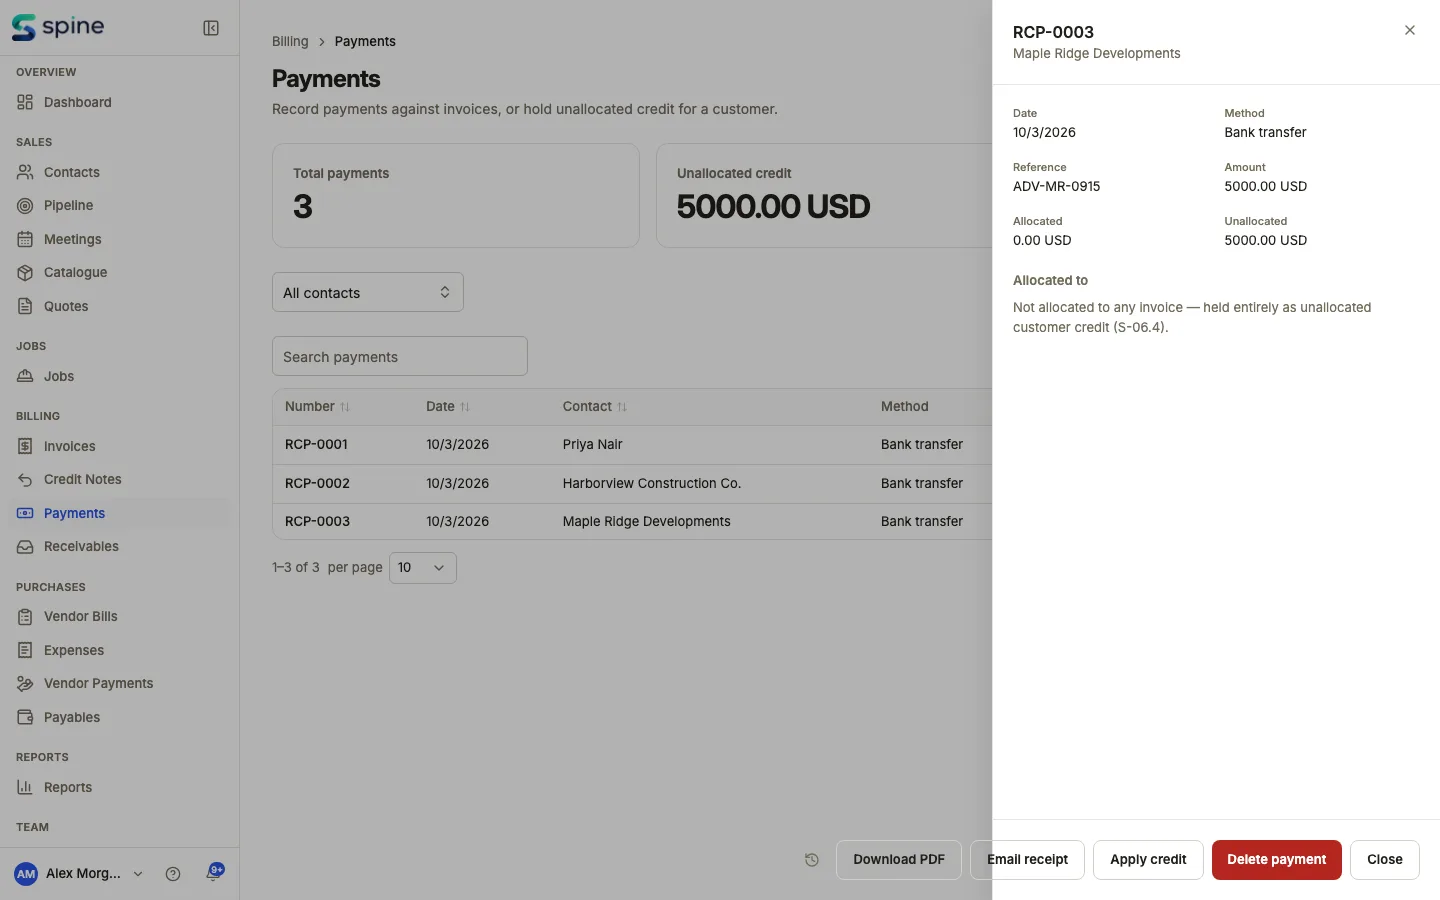 spine
OVERVIEW
Dashboard
SALES
Contacts
Pipeline
Meetings
Catalogue
Quotes
JOBS
Jobs
BILLING
Invoices
Credit Notes
Payments
Receivables
PURCHASES
Vendor Bills
Expenses
Vendor Payments
Payables
REPORTS
Reports
TEAM
AM Alex Morg... 9+
Billing > Payments
Payments
Record payments against invoices, or hold unallocated credit for a customer.
Total payments
3
Unallocated credit
5000.00 USD
All contacts
Search payments
Number Date Contact Method
RCP-0001 10/3/2026 Priya Nair Bank transfer
RCP-0002 10/3/2026 Harborview Construction Co. Bank transfer
RCP-0003 10/3/2026 Maple Ridge Developments Bank transfer
1–3 of 3 per page 10
RCP-0003
Maple Ridge Developments
Date Method
10/3/2026 Bank transfer
Reference Amount
ADV-MR-0915 5000.00 USD
Allocated Unallocated
0.00 USD 5000.00 USD
Allocated to
Not allocated to any invoice — held entirely as unallocated
customer credit (S-06.4).
Download PDF Email receipt Apply credit Delete payment Close